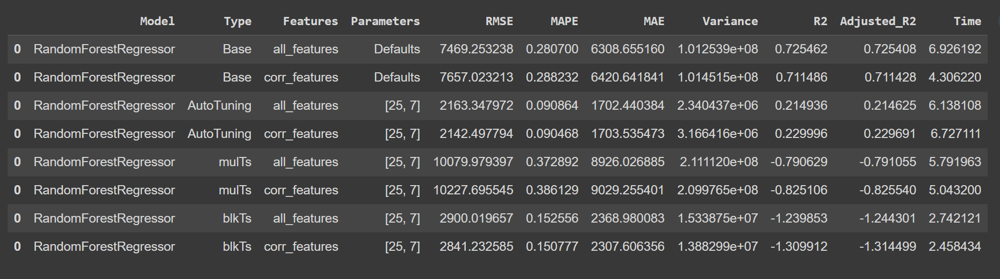 Model Type Features Parameters RMSE MAPE MAE Variance R2 Adjusted_R2 Time
0 RandomForestRegressor Base all_features Defaults 7469.253238 0.280700 6308.655160 1.012539e+08 0.725462 0.725408 6.926192
0 RandomForestRegressor Base corr_features Defaults 7657.023213 0.288232 6420.641841 1.014515e+08 0.711486 0.711428 4.306220
0 RandomForestRegressor AutoTuning all_features [25, 7] 2163.347972 0.090864 1702.440384 2.340437e+06 0.214936 0.214625 6.138108
0 RandomForestRegressor AutoTuning corr_features [25, 7] 2142.497794 0.090468 1703.535473 3.166416e+06 0.229996 0.229691 6.727111
0 RandomForestRegressor mulTs all_features [25, 7] 10079.979397 0.372892 8926.026885 2.111120e+08 -0.790629 -0.791055 5.791963
0 RandomForestRegressor mulTs corr_features [25, 7] 10227.695545 0.386129 9029.255401 2.099765e+08 -0.825106 -0.825540 5.043200
0 RandomForestRegressor blkTs all_features [25, 7] 2900.019657 0.152556 2368.980083 1.533875e+07 -1.239853 -1.244301 2.742121
0 RandomForestRegressor blkTs corr_features [25, 7] 2841.232585 0.150777 2307.606356 1.388299e+07 -1.309912 -1.314499 2.458434